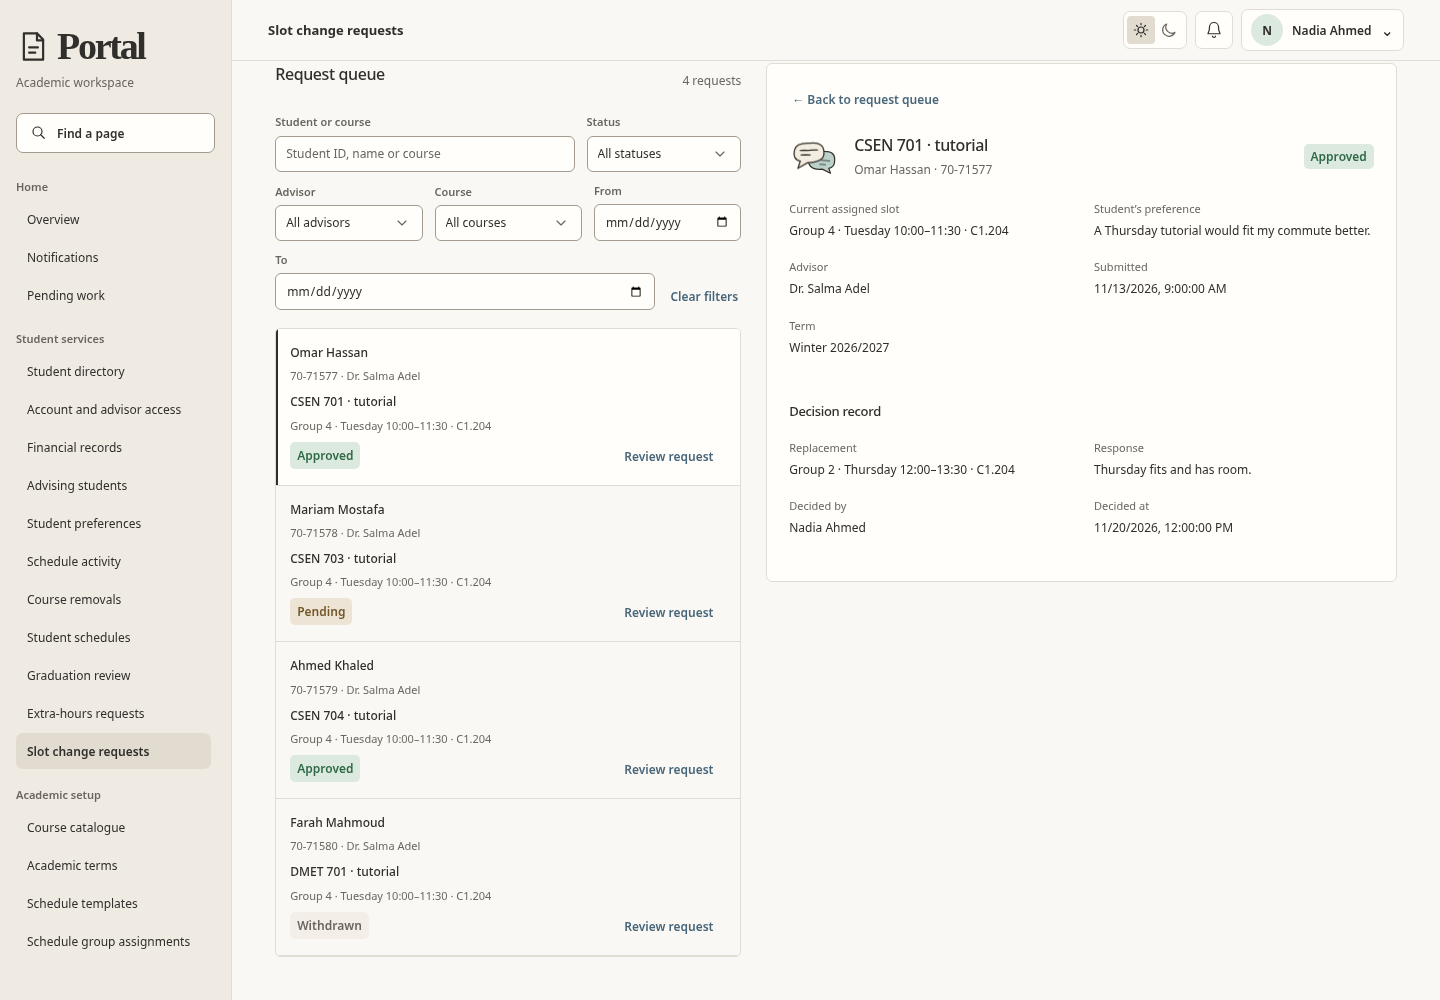 Portal
Academic workspace
Find a page
Home
Overview
Notifications
Pending work
Student services
Student directory
Account and advisor access
Financial records
Advising students
Student preferences
Schedule activity
Course removals
Student schedules
Graduation review
Extra-hours requests
Slot change requests
Academic setup
Course catalogue
Academic terms
Schedule templates
Schedule group assignments
Slot change requests
N Nadia Ahmed
Request queue
4 requests
Student or course
Student ID, name or course
Status
All statuses
Advisor
All advisors
Course
All courses
From
mm/dd/yyyy
To
mm/dd/yyyy
Clear filters
Omar Hassan
70-71577 · Dr. Salma Adel
CSEN 701 · tutorial
Group 4 · Tuesday 10:00–11:30 · C1.204
Approved
Review request
Mariam Mostafa
70-71578 · Dr. Salma Adel
CSEN 703 · tutorial
Group 4 · Tuesday 10:00–11:30 · C1.204
Pending
Review request
Ahmed Khaled
70-71579 · Dr. Salma Adel
CSEN 704 · tutorial
Group 4 · Tuesday 10:00–11:30 · C1.204
Approved
Review request
Farah Mahmoud
70-71580 · Dr. Salma Adel
DMET 701 · tutorial
Group 4 · Tuesday 10:00–11:30 · C1.204
Withdrawn
Review request
← Back to request queue
CSEN 701 · tutorial
Omar Hassan · 70-71577
Approved
Current assigned slot
Group 4 · Tuesday 10:00–11:30 · C1.204
Student’s preference
A Thursday tutorial would fit my commute better.
Advisor
Dr. Salma Adel
Submitted
11/13/2026, 9:00:00 AM
Term
Winter 2026/2027
Decision record
Replacement
Group 2 · Thursday 12:00–13:30 · C1.204
Response
Thursday fits and has room.
Decided by
Nadia Ahmed
Decided at
11/20/2026, 12:00:00 PM